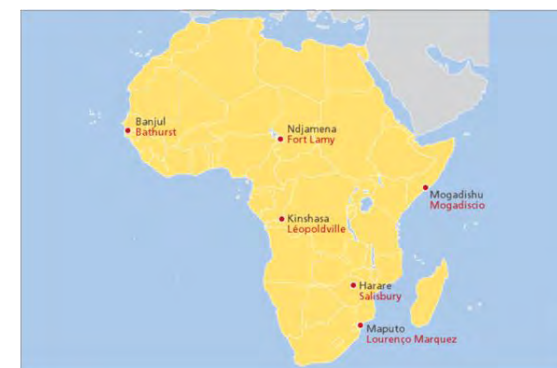 Banjul
Bathurst
Ndjamena
Fort Lamy
Mogadishu
Mogadiscio
Kinshasa
Léopoldville
Harare
Salisbury
Maputo
Lourenço Marquez